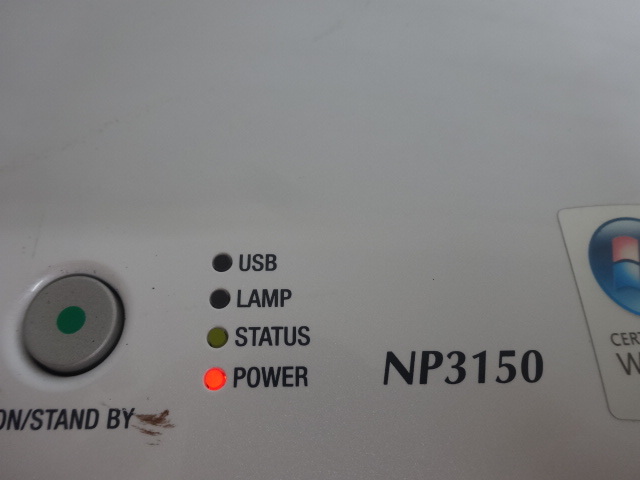 USB
LAMP
STATUS
POWER
NP3150
ON/STAND BY